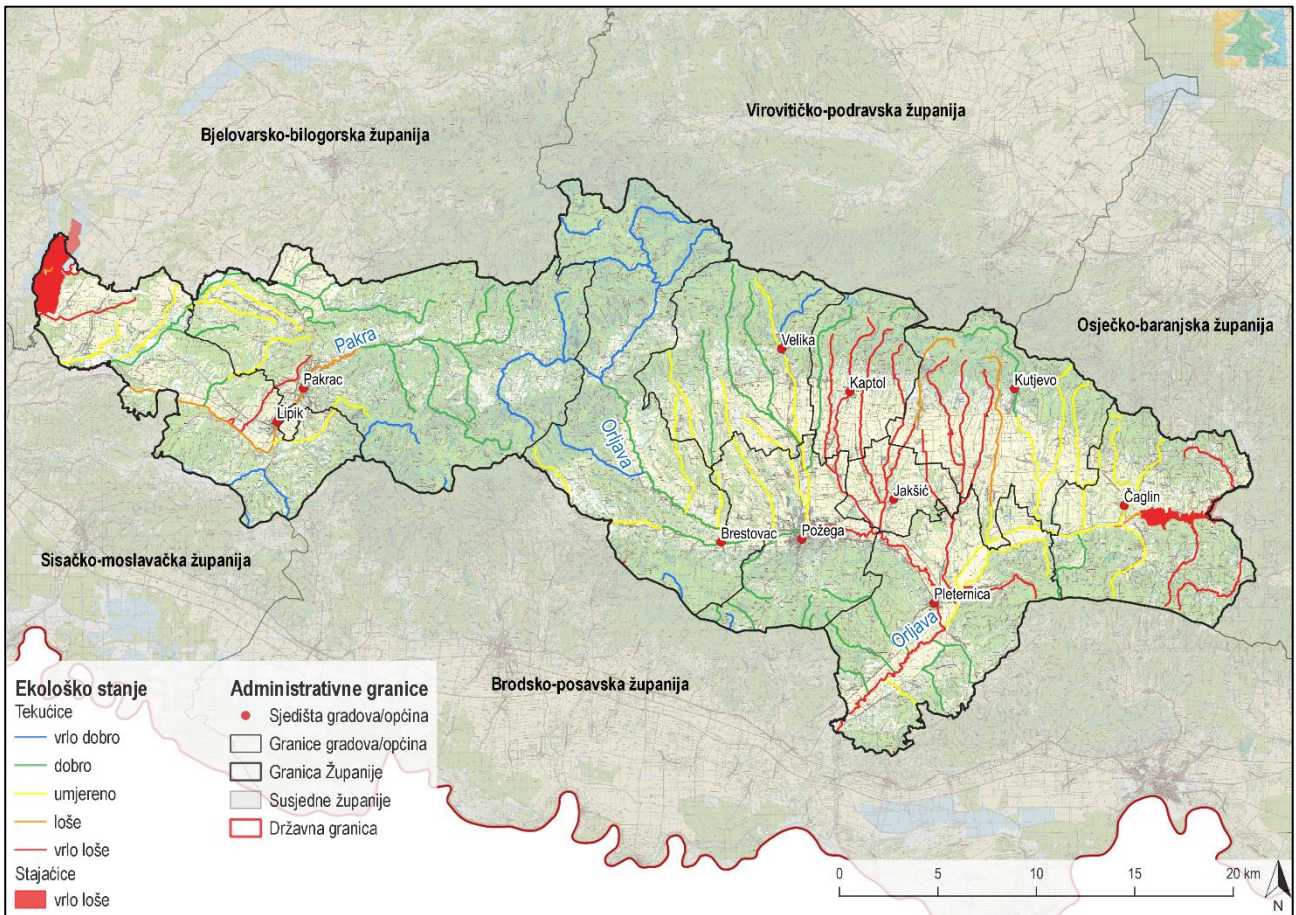 Virovitičko-podravska županija
Bjelovarsko-bilogorska županija
Osječko-baranjska županija
Pakra
Velika
Pakrac
Kaptol
Kutjevo
Lipik
Orljava
Jakšić
Čaglin
Brestovac
Požega
Sisačko-moslavačka županija
Pleternica
Orljava
Brodsko-posavska županija
Ekološko stanje
Tekućice
vrlo dobro
dobro
umjereno
loše
vrlo loše
Stajaćice
vrlo loše
Administrativne granice
Sjedišta gradova/općina
Granice gradova/općina
Granica Županije
Susjedne županije
Državna granica
0 5 10 15 20 km
N